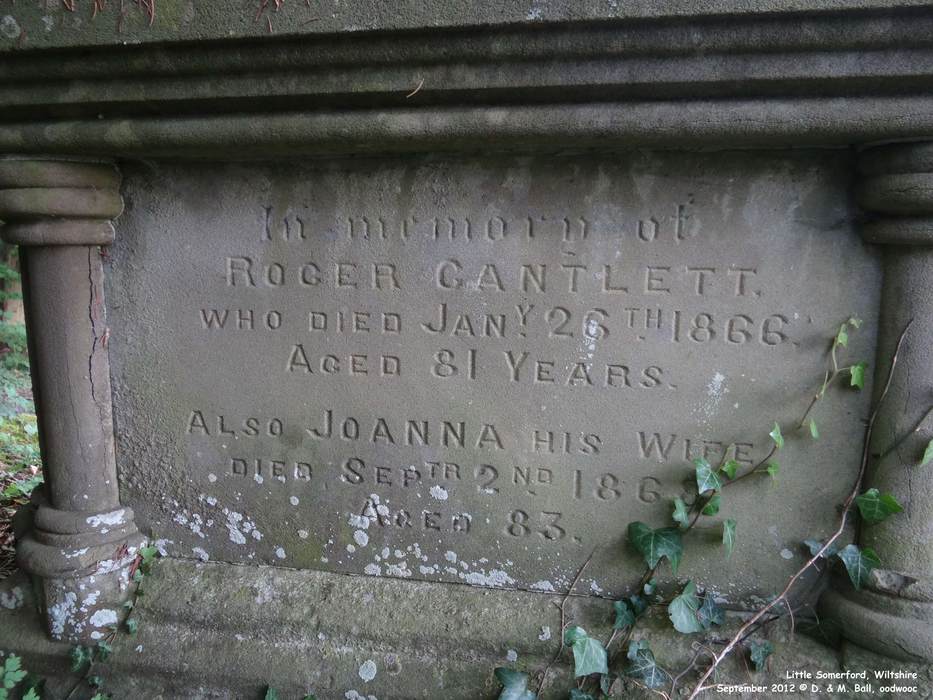 In memory of
ROGER GANTLETT.
WHO DIED JANY 26TH 1866.
AGED 81 YEARS.
ALSO JOANNA HIS WIFE
DIED SEPTR 2ND
AGED 83.
Little Somerford, Wiltshire
September 2012 © D. & M. Ball, oodwooc